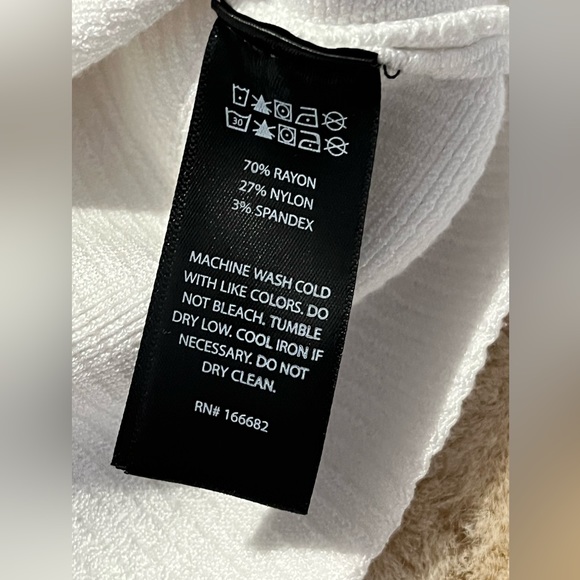 30
70% RAYON
27% NYLON
3% SPANDEX
MACHINE WASH COLD
WITH LIKE COLORS. DO
NOT BLEACH. TUMBLE
DRY LOW. COOL IRON IF
NECESSARY. DO NOT
DRY CLEAN.
RN# 166682